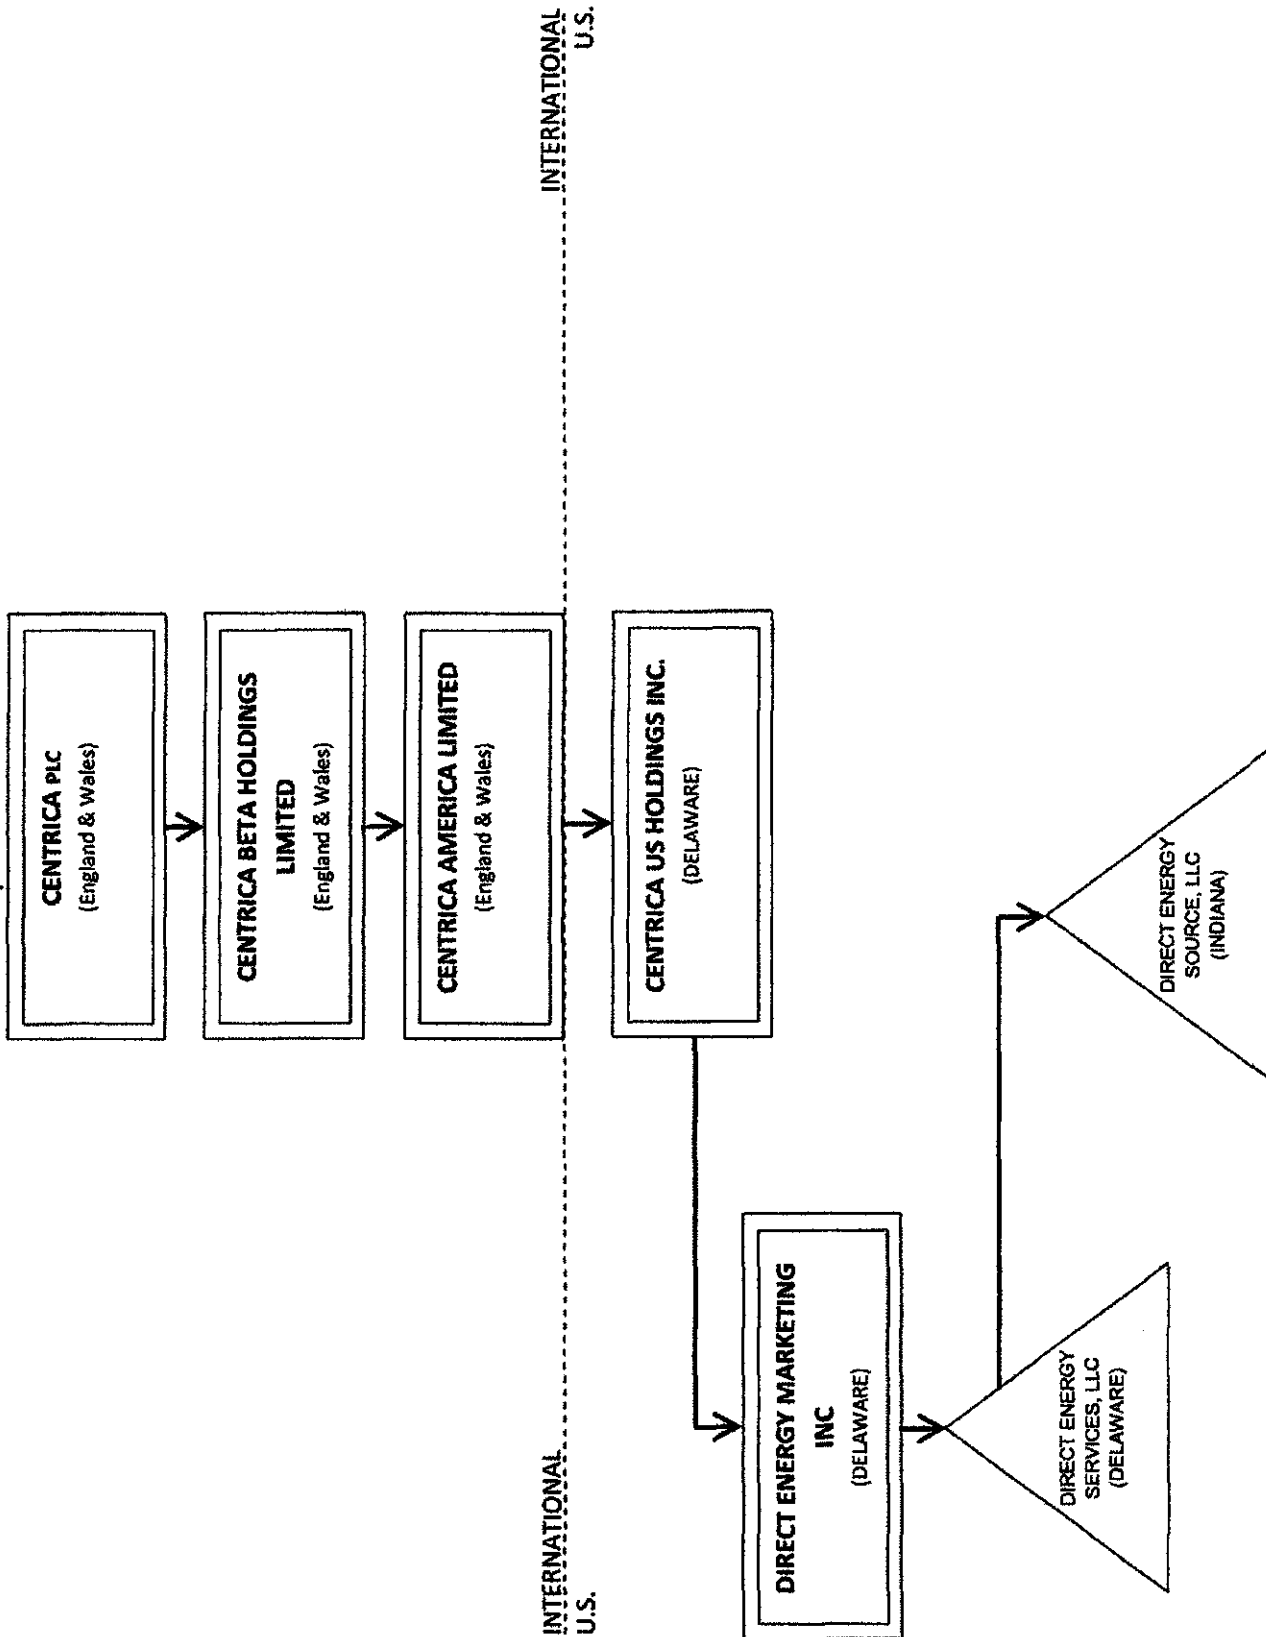 CENTRICA PLC
(England & Wales)
CENTRICA BETA HOLDINGS
LIMITED
(England & Wales)
CENTRICA AMERICA LIMITED
(England & Wales)
INTERNATIONAL
U.S.
INTERNATIONAL
U.S.
CENTRICA US HOLDINGS INC.
(DELAWARE)
DIRECT ENERGY MARKETING
INC
(DELAWARE)
DIRECT ENERGY
SERVICES, LLC
(DELAWARE)
DIRECT ENERGY
SOURCE, LLC
(INDIANA)